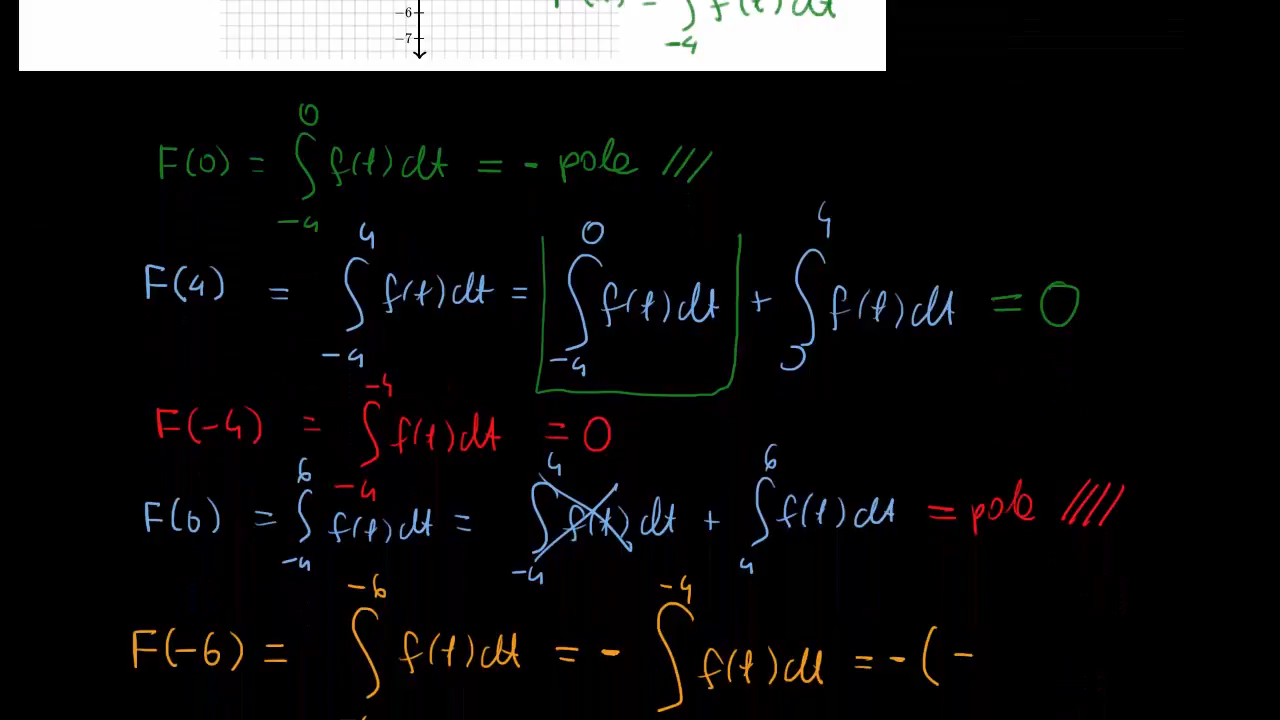 -6
-7
∫_{-4} f(t)dt
F(0) = ∫_{-4}^{0} f(t)dt = - pole ///
F(4) = ∫_{-4}^{4} f(t)dt = ∫_{-4}^{0} f(t)dt + ∫_{0}^{4} f(t)dt = 0
F(-4) = ∫_{-4}^{-4} f(t)dt = 0
F(6) = ∫_{-4}^{6} f(t)dt = ∫_{-4}^{4} f(t)dt + ∫_{4}^{6} f(t)dt = pole ////
F(-6) = ∫^{-6} f(t)dt = - ∫^{-4} f(t)dt = -( -